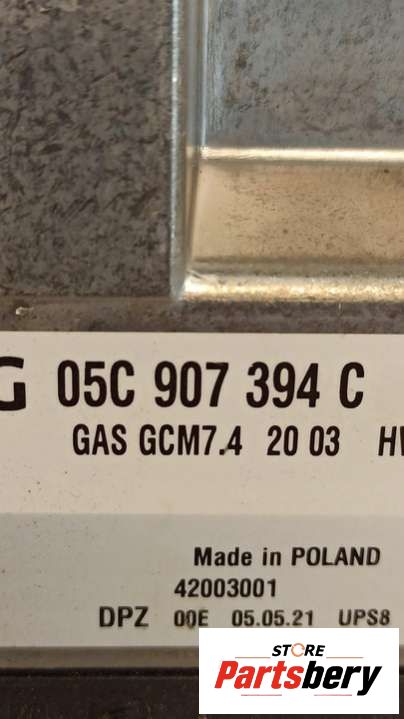 G 05C 907 394 C
GAS GCM7.4 20 03 HW
Made in POLAND
42003001
DPZ 00E 05.05.21 UPS8
STORE
Partsbery